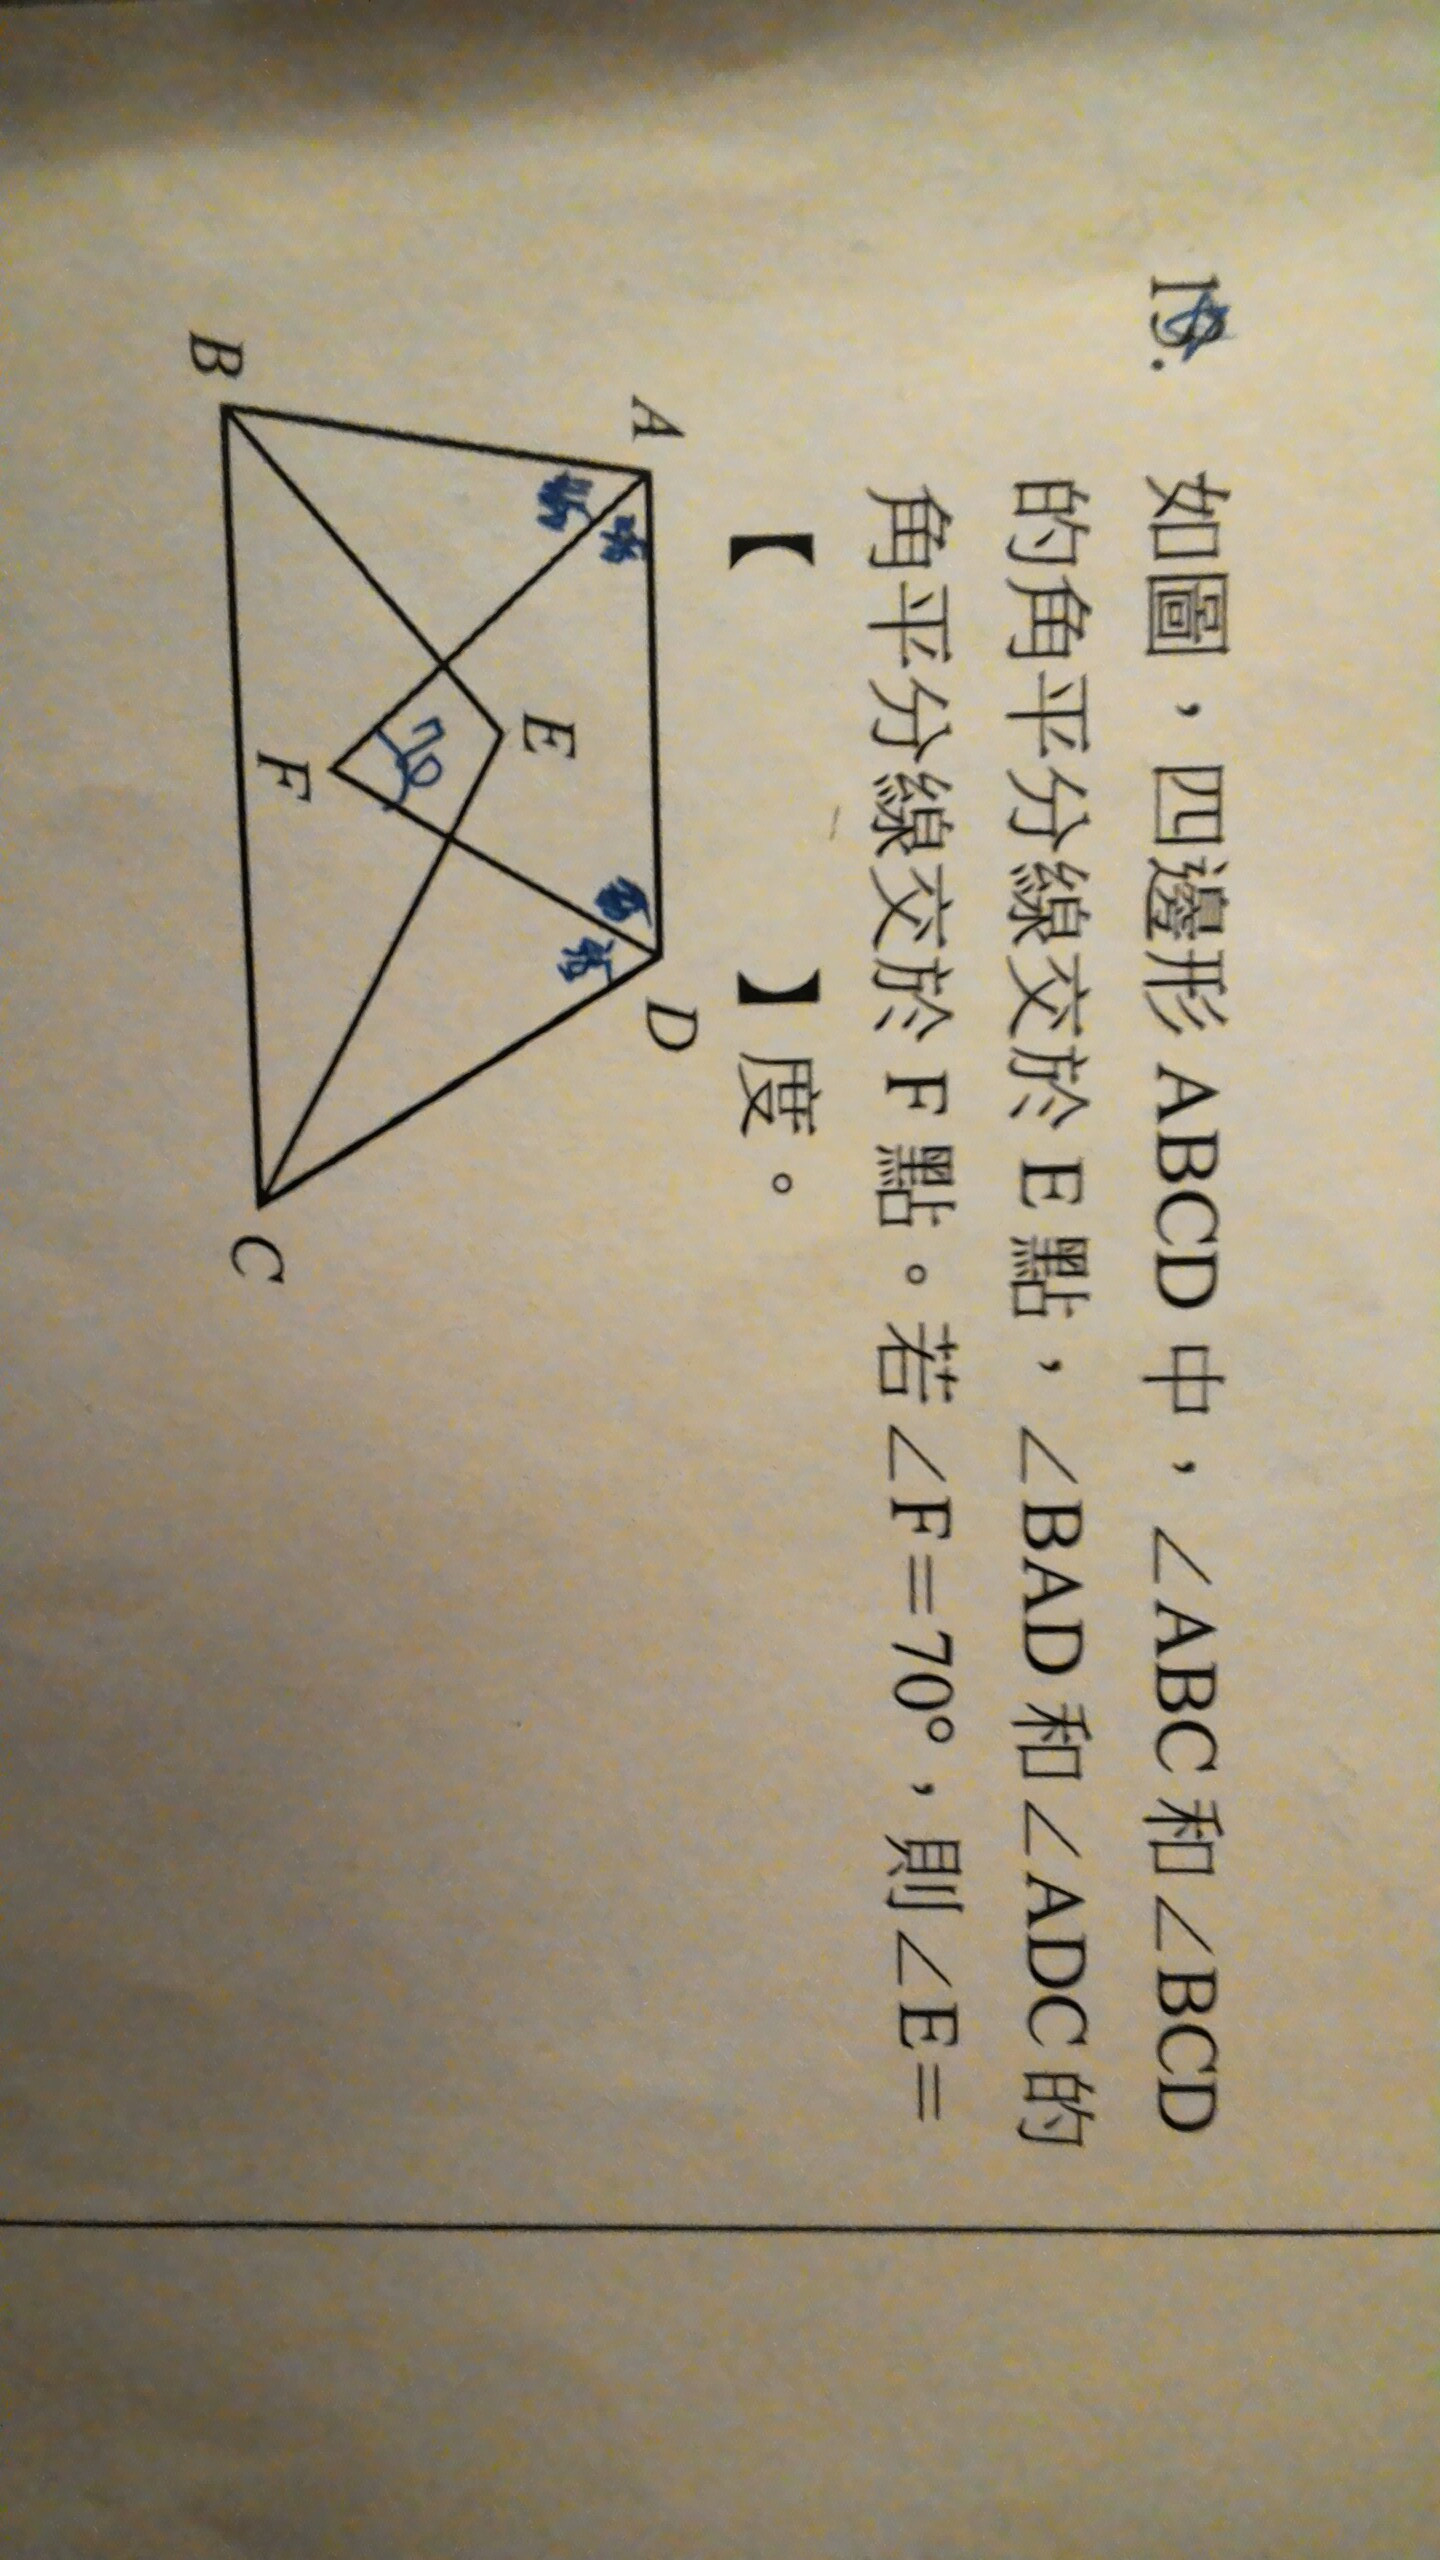 如圖，四邊形 ABCD 中，∠ABC 和∠BCD
的角平分線交於 E 點，∠BAD 和∠ADC 的
角平分線交於 F 點。若∠F＝70°，則∠E＝
【　　　】度。
A
D
E
70
F
B
C